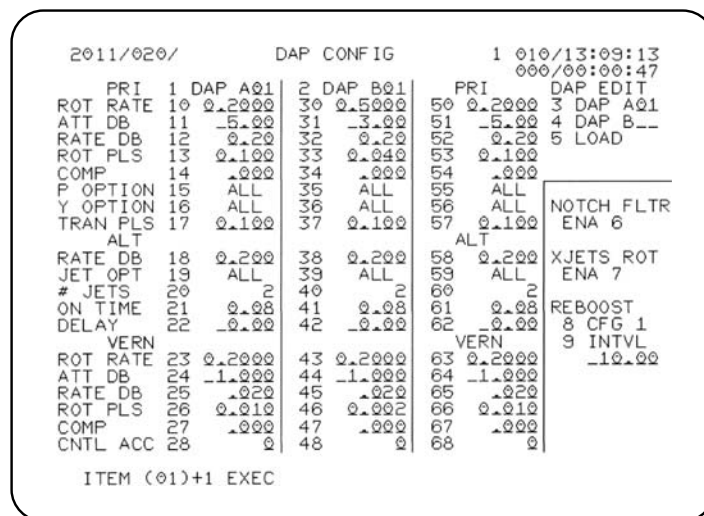 2011/020/ DAP CONFIG 1 010/13:09:13
000/00:00:47
PRI 1 DAP A01 2 DAP B01 PRI DAP EDIT
ROT RATE 10 0.2000 30 0.5000 50 0.2000 3 DAP A01
ATT DB 11 _5.00 31 _3.00 51 _5.00 4 DAP B__
RATE DB 12 0.20 32 0.20 52 0.20 5 LOAD
ROT PLS 13 0.100 33 0.040 53 0.100
COMP 14 .000 34 .000 54 .000
P OPTION 15 ALL 35 ALL 55 ALL
Y OPTION 16 ALL 36 ALL 56 ALL NOTCH FLTR
TRAN PLS 17 0.100 37 0.100 57 0.100 ENA 6
ALT ALT
RATE DB 18 0.200 38 0.200 58 0.200 XJETS ROT
JET OPT 19 ALL 39 ALL 59 ALL ENA 7
# JETS 20 2 40 2 60 2
ON TIME 21 0.08 41 0.08 61 0.08 REBOOST
DELAY 22 _0.00 42 _0.00 62 _0.00 8 CFG 1
VERN VERN 9 INTVL
ROT RATE 23 0.2000 43 0.2000 63 0.2000 _10.00
ATT DB 24 _1.000 44 _1.000 64 _1.000
RATE DB 25 .020 45 .020 65 .020
ROT PLS 26 0.010 46 0.002 66 0.010
COMP 27 .000 47 .000 67 .000
CNTL ACC 28 0 48 0 68 0
ITEM (01)+1 EXEC